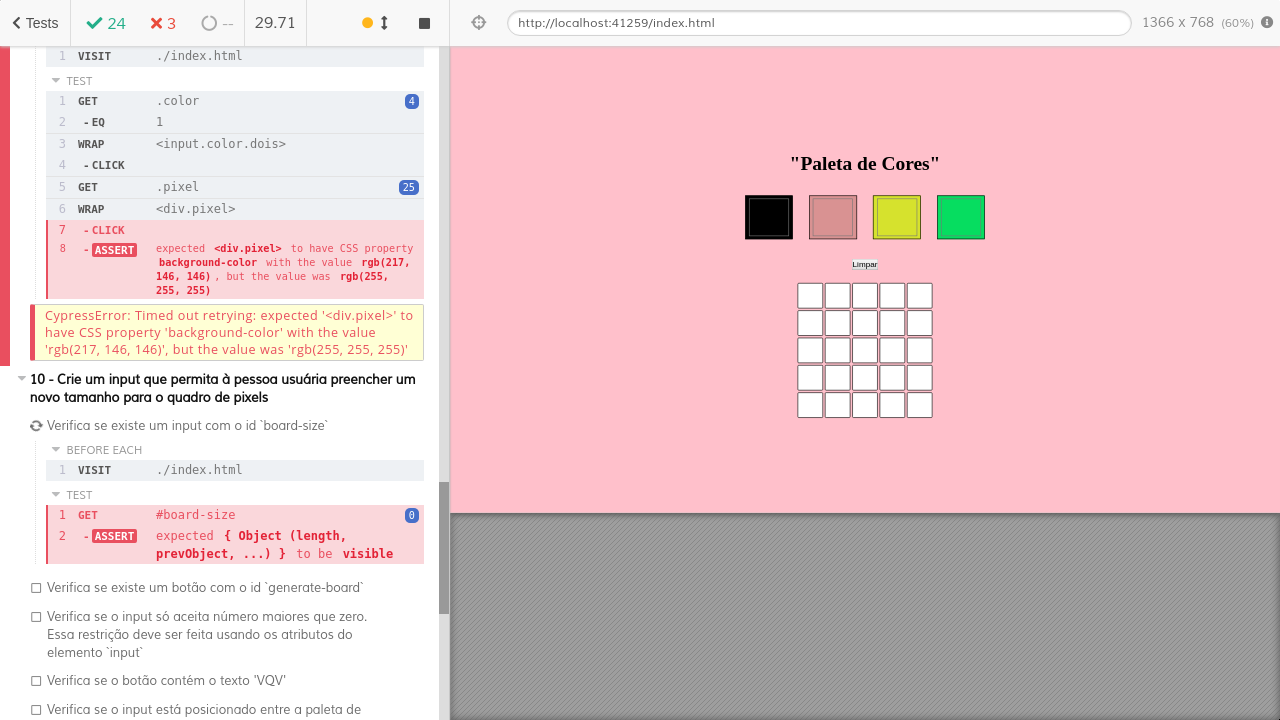 Tests
24
3
--
29.71
http://localhost:41259/index.html
1366 x 768 (60%)
1 VISIT ./index.html
TEST
1 GET .color 4
2 - EQ 1
3 WRAP <input.color.dois>
4 - CLICK
5 GET .pixel 25
6 WRAP <div.pixel>
7 - CLICK
8 - ASSERT expected <div.pixel> to have CSS property
background-color with the value rgb(217,
146, 146) , but the value was rgb(255,
255, 255)
CypressError: Timed out retrying: expected '<div.pixel>' to
have CSS property 'background-color' with the value
'rgb(217, 146, 146)', but the value was 'rgb(255, 255, 255)'
10 - Crie um input que permita à pessoa usuária preencher um
novo tamanho para o quadro de pixels
Verifica se existe um input com o id `board-size`
BEFORE EACH
1 VISIT ./index.html
TEST
1 GET #board-size 0
2 - ASSERT expected { Object (length,
prevObject, ...) } to be visible
Verifica se existe um botão com o id `generate-board`
Verifica se o input só aceita número maiores que zero.
Essa restrição deve ser feita usando os atributos do
elemento `input`
Verifica se o botão contém o texto 'VQV'
Verifica se o input está posicionado entre a paleta de
"Paleta de Cores"
Limpar